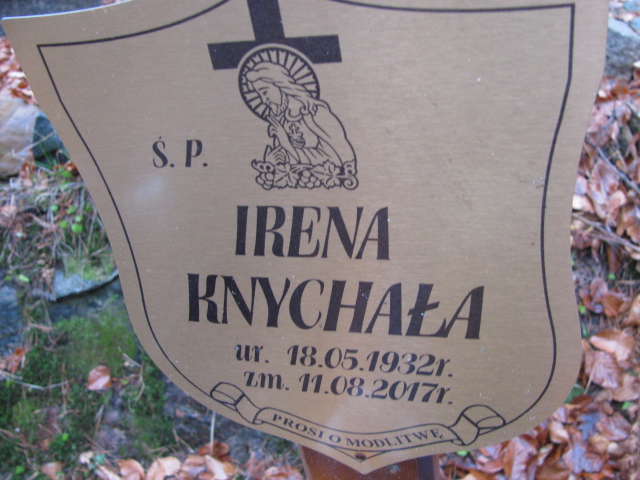 Ś. P.
IRENA
KNYCHAŁA
ur. 18.05.1932r.
zm. 11.08.2017r.
PROSI O MODLITWĘ